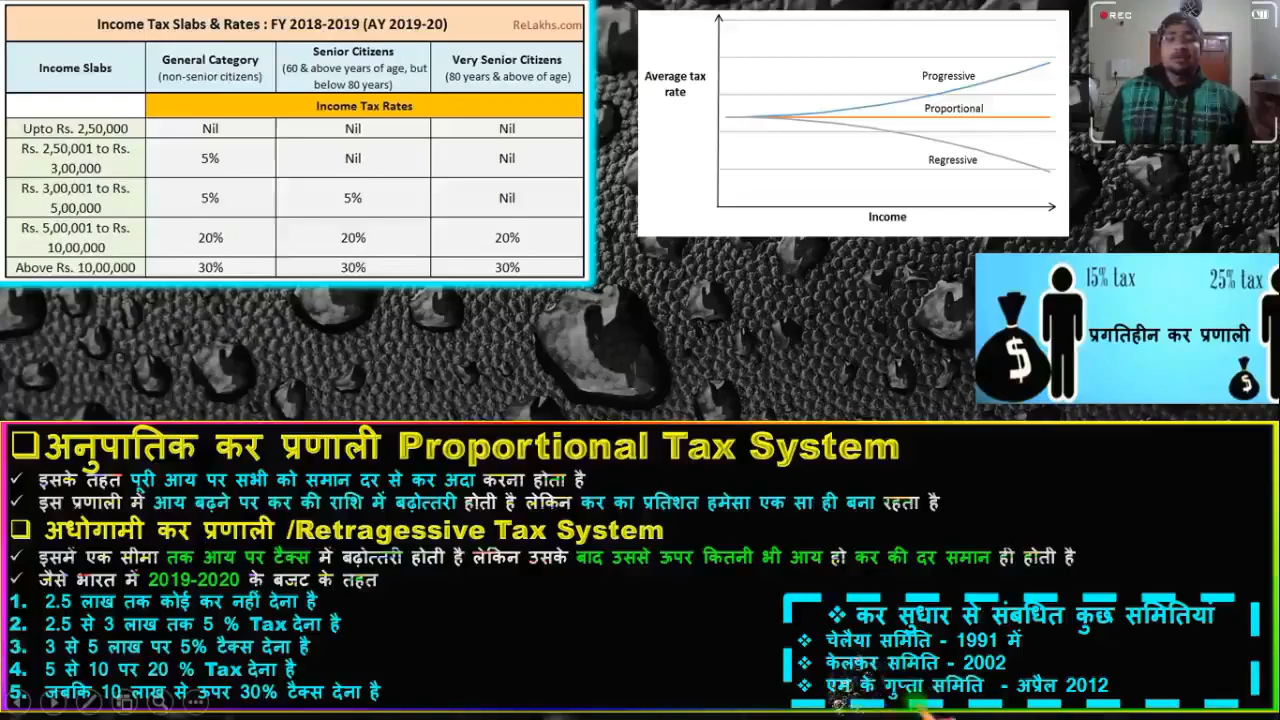 Income Tax Slabs & Rates : FY 2018-2019 (AY 2019-20) ReLakhs.com
Income Slabs
General Category
(non-senior citizens)
Senior Citizens
(60 & above years of age, but
below 80 years)
Very Senior Citizens
(80 years & above of age)
Income Tax Rates
Upto Rs. 2,50,000 Nil Nil Nil
Rs. 2,50,001 to Rs.
3,00,000
5% Nil Nil
Rs. 3,00,001 to Rs.
5,00,000
5% 5% Nil
Rs. 5,00,001 to Rs.
10,00,000
20% 20% 20%
Above Rs. 10,00,000 30% 30% 30%
Average tax
rate
Progressive
Proportional
Regressive
Income
REC
15% tax 25% tax
प्रगतिहीन कर प्रणाली
$ $
अनुपातिक कर प्रणाली Proportional Tax System
इसके तहत पूरी आय पर सभी को समान दर से कर अदा करना होता है
इस प्रणाली में आय बढ़ने पर कर की राशि में बढ़ोत्तरी होती है लेकिन कर का प्रतिशत हमेसा एक सा ही बना रहता है
अधोगामी कर प्रणाली /Retragessive Tax System
इसमें एक सीमा तक आय पर टैक्स में बढ़ोत्तरी होती है लेकिन उसके बाद उससे ऊपर कितनी भी आय हो कर की दर समान ही होती है
जैसे भारत में 2019-2020 के बजट के तहत
1. 2.5 लाख तक कोई कर नहीं देना है
2. 2.5 से 3 लाख तक 5 % Tax देना है
3. 3 से 5 लाख पर 5% टैक्स देना है
4. 5 से 10 पर 20 % Tax देना है
5. जबकि 10 लाख से ऊपर 30% टैक्स देना है
कर सुधार से संबधित कुछ समितियां
चेलैया समिति - 1991 में
केलकर समिति - 2002
एम के गुप्ता समिति - अप्रैल 2012